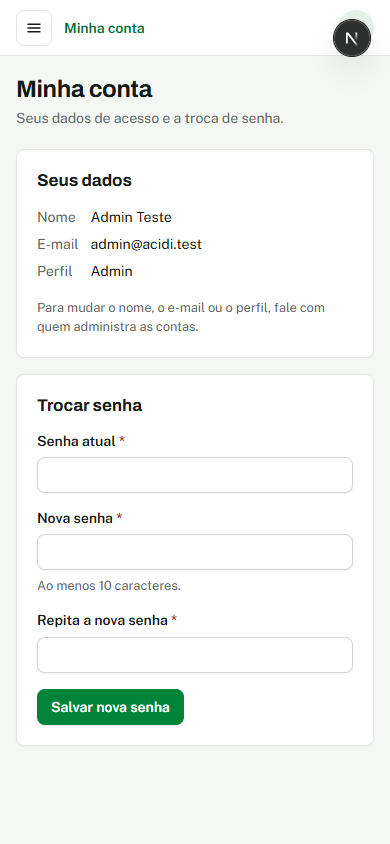 Minha conta
N
Minha conta
Seus dados de acesso e a troca de senha.
Seus dados
Nome Admin Teste
E-mail admin@acidi.test
Perfil Admin
Para mudar o nome, o e-mail ou o perfil, fale com
quem administra as contas.
Trocar senha
Senha atual *
Nova senha *
Ao menos 10 caracteres.
Repita a nova senha *
Salvar nova senha